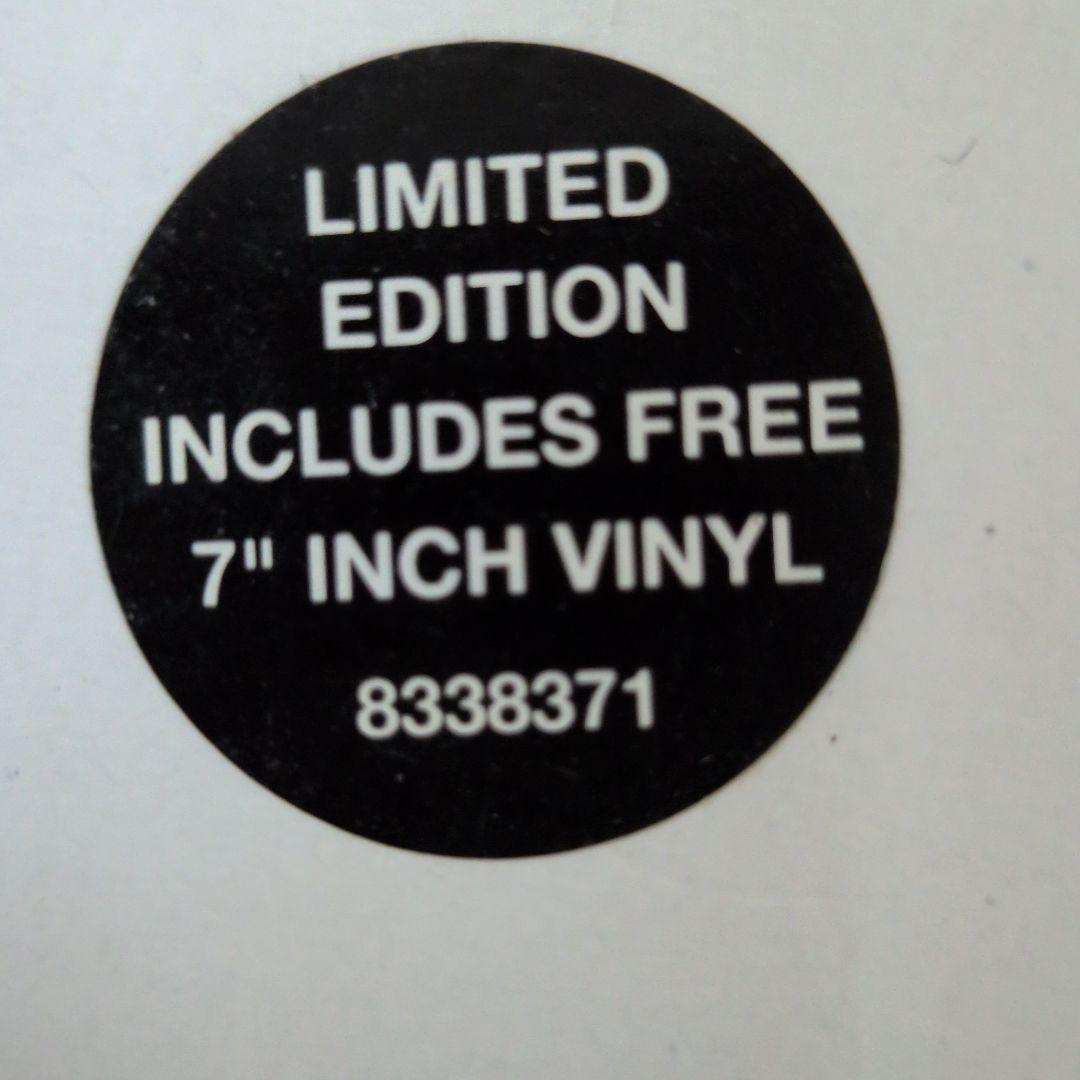 LIMITED
EDITION
INCLUDES FREE
7" INCH VINYL
8338371